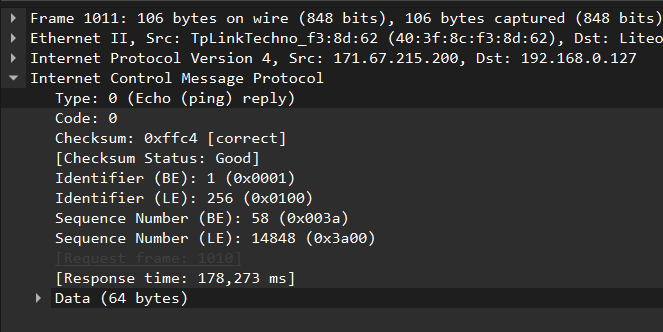 Frame 1011: 106 bytes on wire (848 bits), 106 bytes captured (848 bits)
Ethernet II, Src: TpLinkTechno_f3:8d:62 (40:3f:8c:f3:8d:62), Dst: Liteo
Internet Protocol Version 4, Src: 171.67.215.200, Dst: 192.168.0.127
Internet Control Message Protocol
Type: 0 (Echo (ping) reply)
Code: 0
Checksum: 0xffc4 [correct]
[Checksum Status: Good]
Identifier (BE): 1 (0x0001)
Identifier (LE): 256 (0x0100)
Sequence Number (BE): 58 (0x003a)
Sequence Number (LE): 14848 (0x3a00)
[Request frame: 1010]
[Response time: 178,273 ms]
Data (64 bytes)